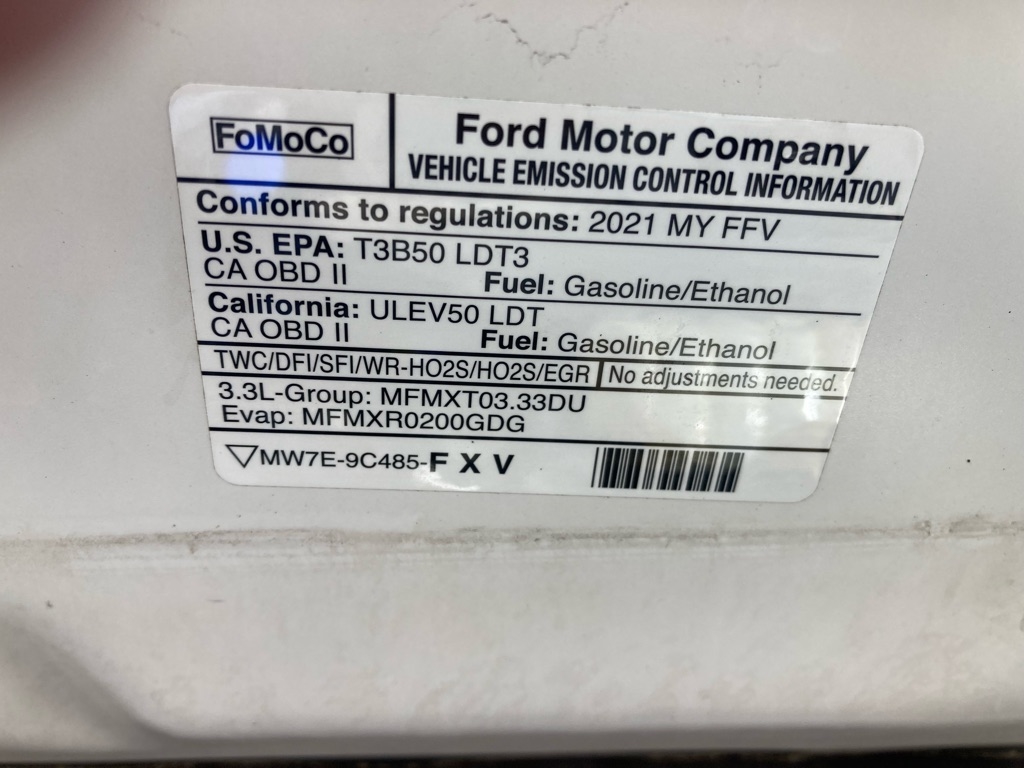 FoMoCo
Ford Motor Company
VEHICLE EMISSION CONTROL INFORMATION
Conforms to regulations: 2021 MY FFV
U.S. EPA: T3B50 LDT3
CA OBD II Fuel: Gasoline/Ethanol
California: ULEV50 LDT
CA OBD II Fuel: Gasoline/Ethanol
TWC/DFI/SFI/WR-HO2S/HO2S/EGR No adjustments needed.
3.3L-Group: MFMXT03.33DU
Evap: MFMXR0200GDG
▽MW7E-9C485-F X V